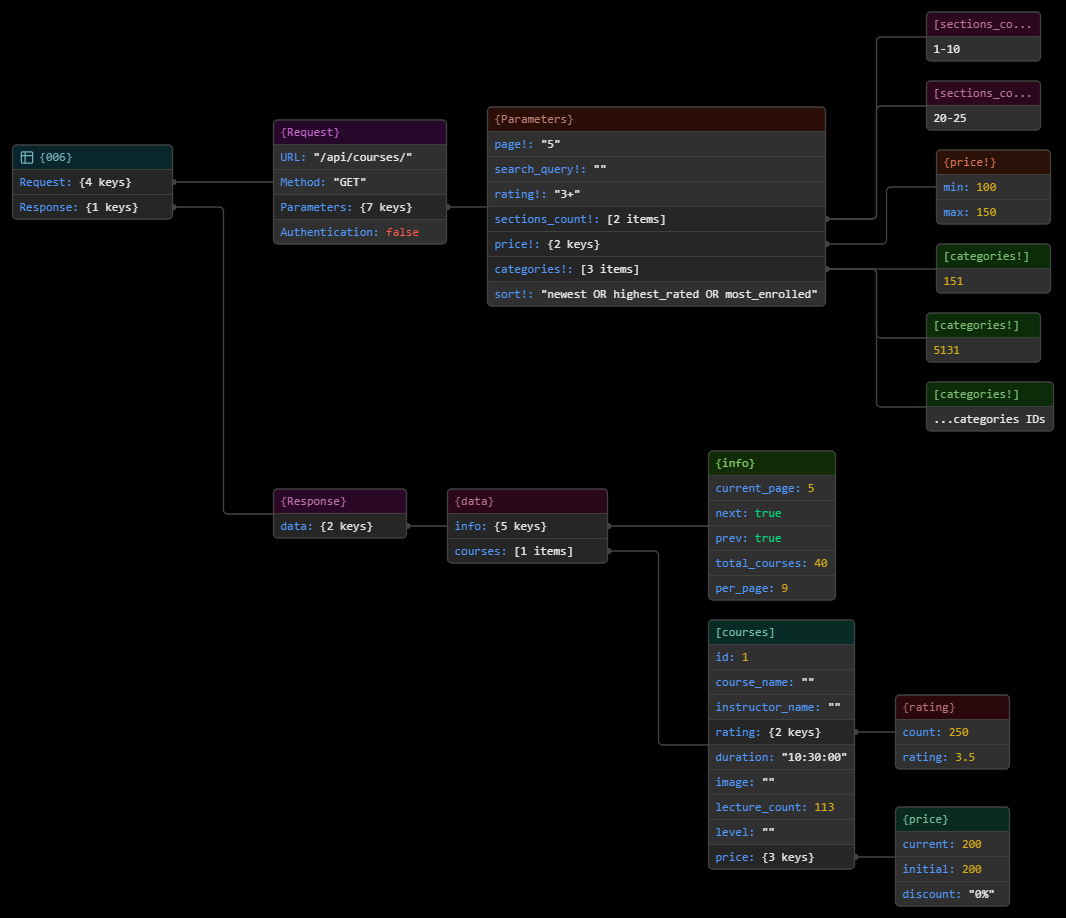 {006}
Request: {4 keys}
Response: {1 keys}
{Request}
URL: "/api/courses/"
Method: "GET"
Parameters: {7 keys}
Authentication: false
{Parameters}
page!: "5"
search_query!: ""
rating!: "3+"
sections_count!: [2 items]
price!: {2 keys}
categories!: [3 items]
sort!: "newest OR highest_rated OR most_enrolled"
[sections_co...
1-10
[sections_co...
20-25
{price!}
min: 100
max: 150
[categories!]
151
[categories!]
5131
[categories!]
...categories IDs
{Response}
data: {2 keys}
{data}
info: {5 keys}
courses: [1 items]
{info}
current_page: 5
next: true
prev: true
total_courses: 40
per_page: 9
[courses]
id: 1
course_name: ""
instructor_name: ""
rating: {2 keys}
duration: "10:30:00"
image: ""
lecture_count: 113
level: ""
price: {3 keys}
{rating}
count: 250
rating: 3.5
{price}
current: 200
initial: 200
discount: "0%"